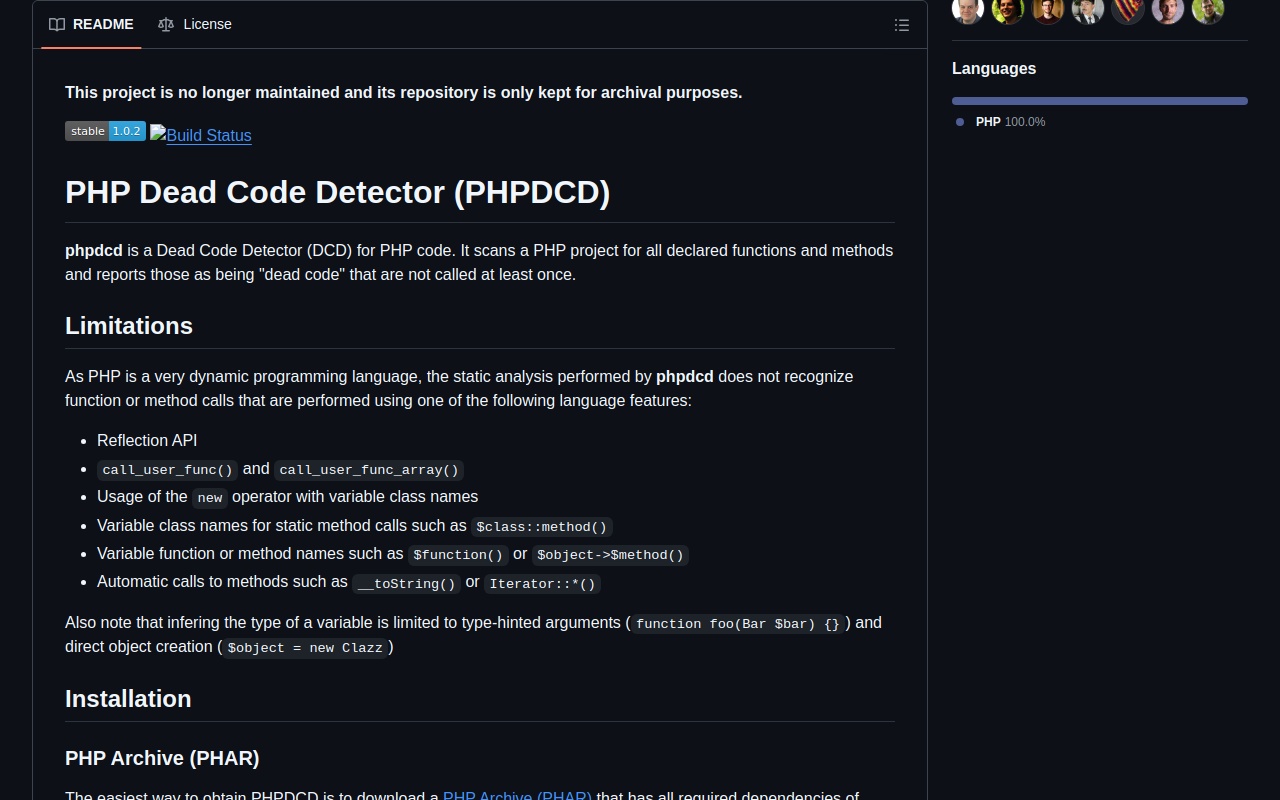 README
License
This project is no longer maintained and its repository is only kept for archival purposes.
stable 1.0.2 Build Status
PHP Dead Code Detector (PHPDCD)
phpdcd is a Dead Code Detector (DCD) for PHP code. It scans a PHP project for all declared functions and methods
and reports those as being "dead code" that are not called at least once.
Limitations
As PHP is a very dynamic programming language, the static analysis performed by phpdcd does not recognize
function or method calls that are performed using one of the following language features:
Reflection API
call_user_func() and call_user_func_array()
Usage of the new operator with variable class names
Variable class names for static method calls such as $class::method()
Variable function or method names such as $function() or $object->$method()
Automatic calls to methods such as __toString() or Iterator::*()
Also note that infering the type of a variable is limited to type-hinted arguments (function foo(Bar $bar) {}) and
direct object creation ($object = new Clazz)
Installation
PHP Archive (PHAR)
The easiest way to obtain PHPDCD is to download a PHP Archive (PHAR) that has all required dependencies of
Languages
PHP 100.0%